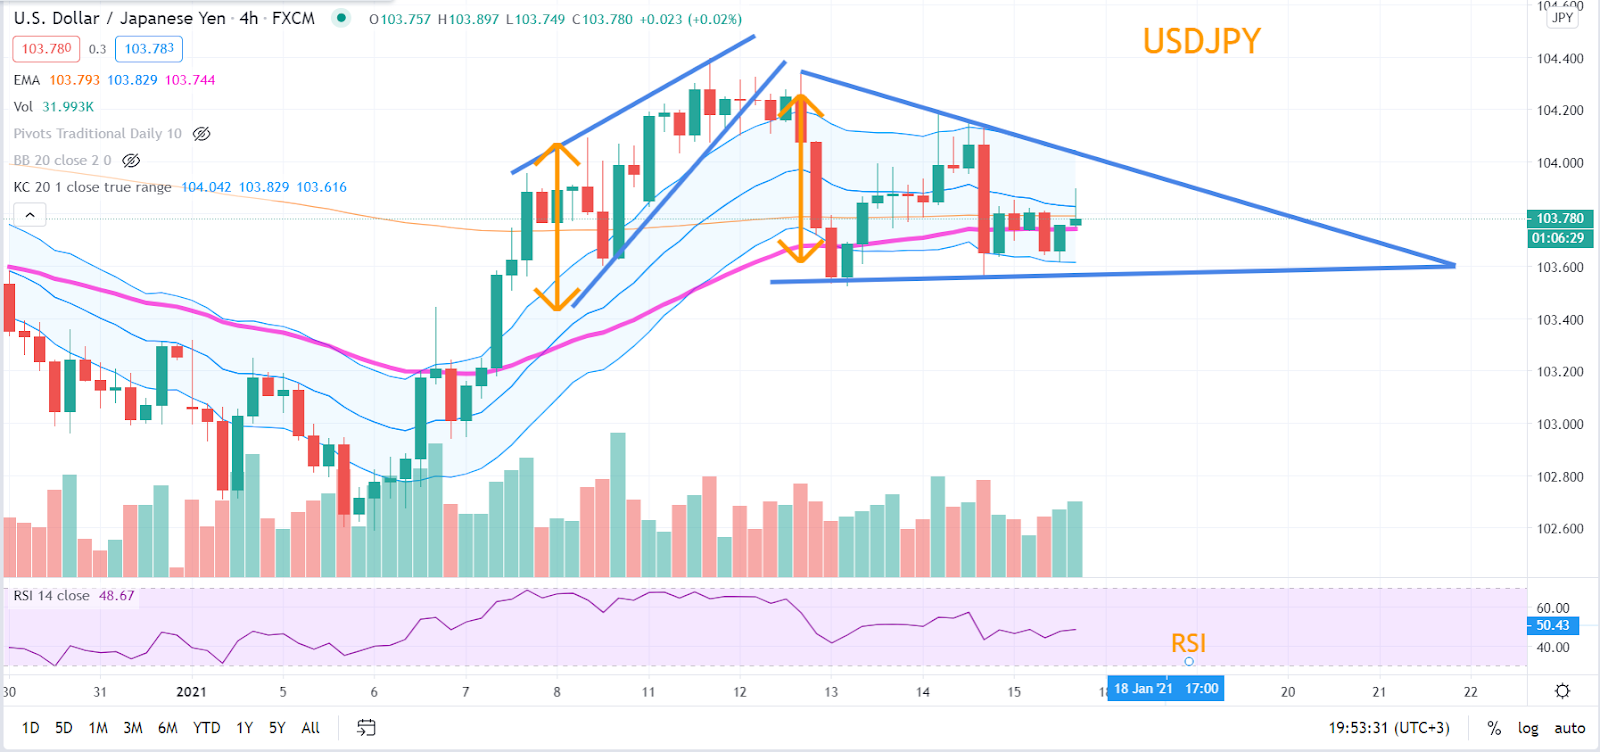 U.S. Dollar / Japanese Yen · 4h · FXCM O103.757 H103.897 L103.749 C103.780 +0.023 (+0.02%)
103.780 0.3 103.783
EMA 103.793 103.829 103.744
Vol 31.993K
Pivots Traditional Daily 10
BB 20 close 2 0
KC 20 1 close true range 104.042 103.829 103.616
USDJPY
104.600
JPY
104.400
104.200
104.000
103.780
01:06:29
103.600
103.400
103.200
103.000
102.800
102.600
RSI 14 close 48.67
RSI
60.00
50.43
40.00
30 31 2021 5 6 7 8 11 12 13 14 15 18 18 Jan '21 17:00 20 21 22
1D 5D 1M 3M 6M YTD 1Y 5Y All 19:53:31 (UTC+3) % log auto